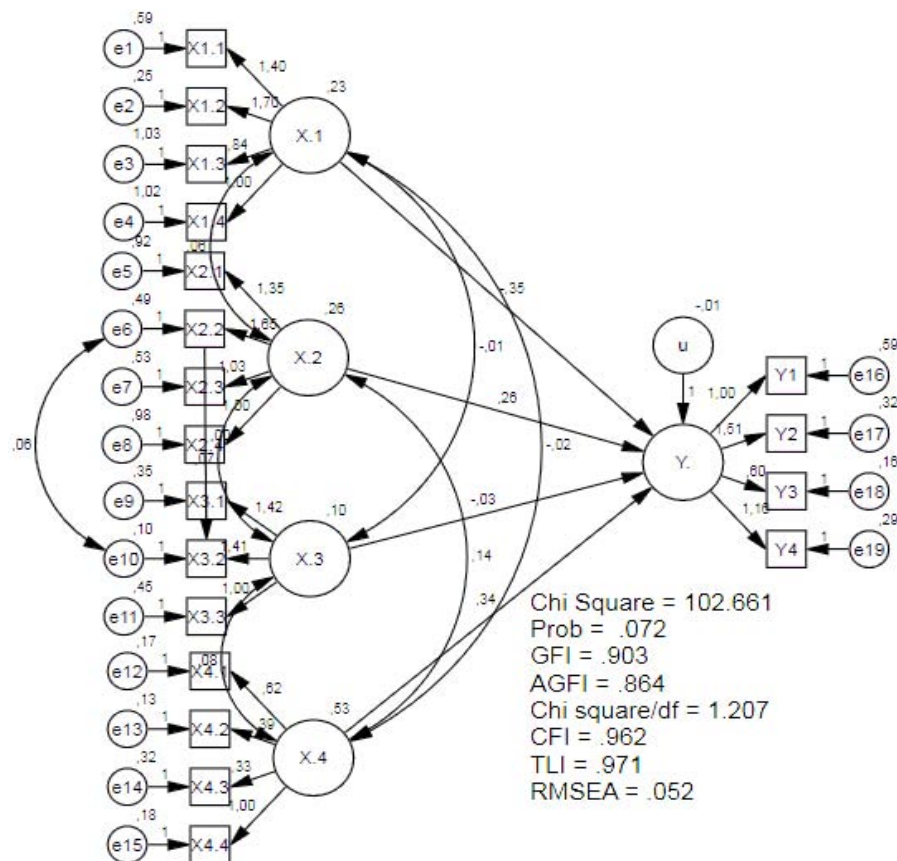 ,59
e1
1
X1.1
1,40
,25
e2
1
X1.2
1,70
,23
X.1
1,03
e3
1
X1.3
,84
1,02
e4
1
X1.4
1,00
,92
e5
1
X2.1
,06
1,35
-,35
,49
e6
1
X2.2
1,65
,26
X.2
-,01
,53
e7
1
X2.3
1,03
,26
,98
e8
1
X2.4
1,00
,00
,07
-,02
,35
e9
1
X3.1
1,42
,10
X.3
-,03
,06
,10
e10
1
X3.2
1,41
,14
,45
e11
1
X3.3
1,00
,34
,17
e12
1
X4.1
,08
,62
,53
X.4
,13
e13
1
X4.2
,39
,32
e14
1
X4.3
,33
,18
e15
1
X4.4
1,00
-,01
u
1
Y.
1,00
Y1
1
,59
e16
1,51
Y2
1
,32
e17
,60
Y3
1
,16
e18
1,16
Y4
1
,29
e19
Chi Square = 102.661
Prob = .072
GFI = .903
AGFI = .864
Chi square/df = 1.207
CFI = .962
TLI = .971
RMSEA = .052